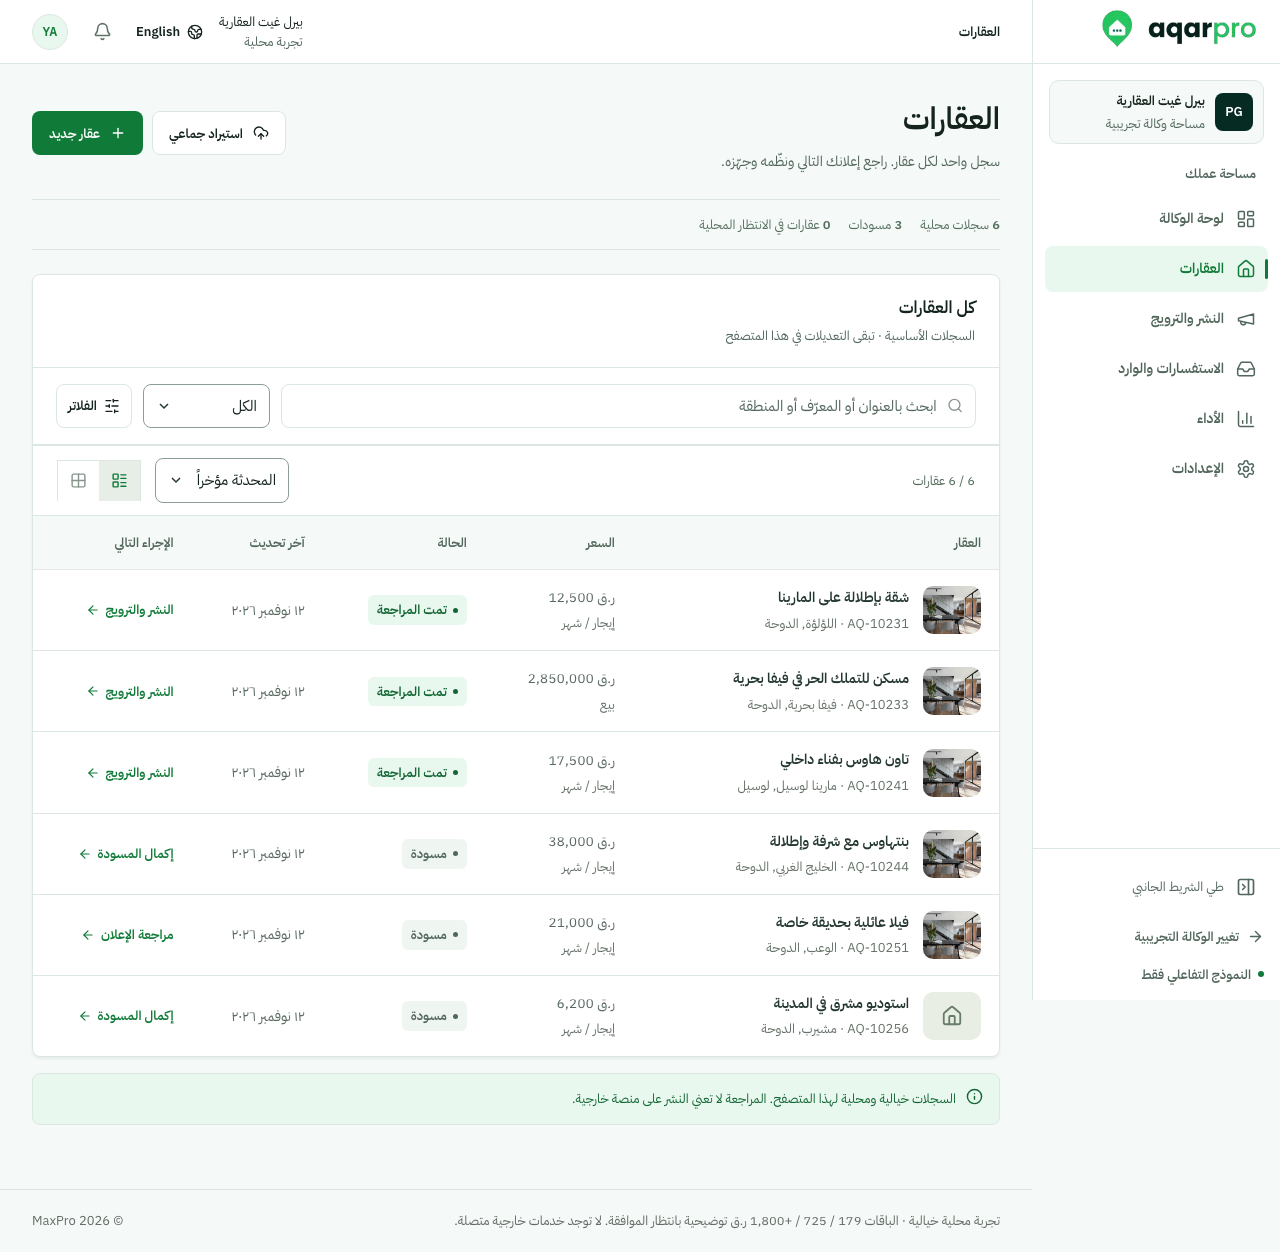 aqarpro
PG
بيرل غيت العقارية
مساحة وكالة تجريبية
مساحة عملك
لوحة الوكالة
العقارات
النشر والترويج
الاستفسارات والوارد
الأداء
الإعدادات
طي الشريط الجانبي
تغيير الوكالة التجريبية
النموذج التفاعلي فقط
العقارات
بيرل غيت العقارية
تجربة محلية
English
YA
العقارات
سجل واحد لكل عقار. راجع إعلانك التالي ونظّمه وجهّزه.
استيراد جماعي
عقار جديد
6 سجلات محلية
3 مسودات
0 عقارات في الانتظار المحلية
كل العقارات
السجلات الأساسية · تبقى التعديلات في هذا المتصفح
ابحث بالعنوان أو المعرّف أو المنطقة
الكل
الفلاتر
6 / 6 عقارات
المحدثة مؤخراً
العقار السعر الحالة آخر تحديث الإجراء التالي
شقة بإطلالة على المارينا
AQ-10231 · اللؤلؤة, الدوحة
ر.ق 12,500
إيجار / شهر
تمت المراجعة
١٢ نوفمبر ٢٠٢٦
النشر والترويج
مسكن للتملك الحر في فيفا بحرية
AQ-10233 · فيفا بحرية, الدوحة
ر.ق 2,850,000
بيع
تمت المراجعة
١٢ نوفمبر ٢٠٢٦
النشر والترويج
تاون هاوس بفناء داخلي
AQ-10241 · مارينا لوسيل, لوسيل
ر.ق 17,500
إيجار / شهر
تمت المراجعة
١٢ نوفمبر ٢٠٢٦
النشر والترويج
بنتهاوس مع شرفة وإطلالة
AQ-10244 · الخليج الغربي, الدوحة
ر.ق 38,000
إيجار / شهر
مسودة
١٢ نوفمبر ٢٠٢٦
إكمال المسودة
فيلا عائلية بحديقة خاصة
AQ-10251 · الوعب, الدوحة
ر.ق 21,000
إيجار / شهر
مسودة
١٢ نوفمبر ٢٠٢٦
مراجعة الإعلان
استوديو مشرق في المدينة
AQ-10256 · مشيرب, الدوحة
ر.ق 6,200
إيجار / شهر
مسودة
١٢ نوفمبر ٢٠٢٦
إكمال المسودة
السجلات خيالية ومحلية لهذا المتصفح. المراجعة لا تعني النشر على منصة خارجية.
تجربة محلية خيالية · الباقات 179 / 725 / +1,800 ر.ق توضيحية بانتظار الموافقة. لا توجد خدمات خارجية متصلة.
© 2026 MaxPro